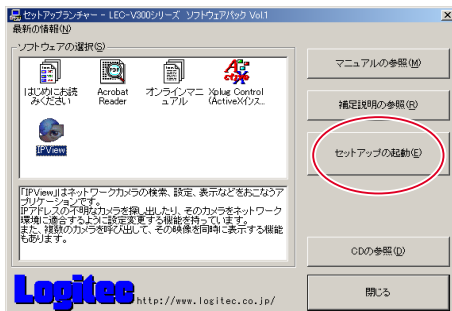 セットアップランチャー - LEC-V300シリーズ ソフトウェアパック Vol.1
最新の情報(N)
ソフトウェアの選択(S)
はじめにお読みください
Acrobat Reader
オンラインマニュアル
Xplug Control (ActiveXインス...
IPView
マニュアルの参照(M)
補足説明の参照(R)
セットアップの起動(E)
「IPView」はネットワークカメラの検索、設定、表示などをおこなうア
プリケーションです。
IPアドレスの不明なカメラを探し出したり、そのカメラをネットワーク
環境に適合するように設定変更する機能を持っています。
また、複数のカメラを呼び出して、その映像を同時に表示する機能
もあります。
CDの参照(D)
閉じる
Logitec
http://www.logitec.co.jp/